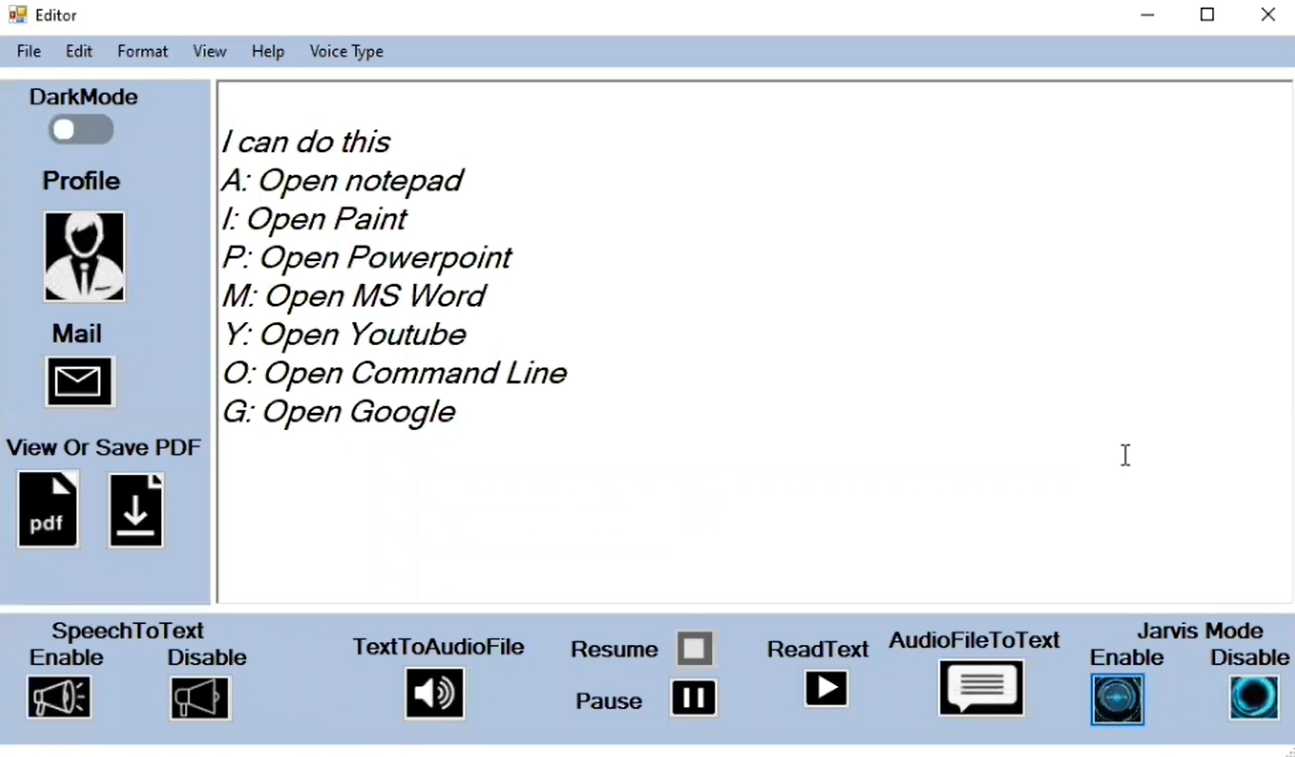 Editor
File Edit Format View Help Voice Type
DarkMode
Profile
Mail
View Or Save PDF
pdf
I can do this
A: Open notepad
I: Open Paint
P: Open Powerpoint
M: Open MS Word
Y: Open Youtube
O: Open Command Line
G: Open Google
SpeechToText
Enable Disable
TextToAudioFile
Resume
Pause
ReadText
AudioFileToText
Jarvis Mode
Enable Disable